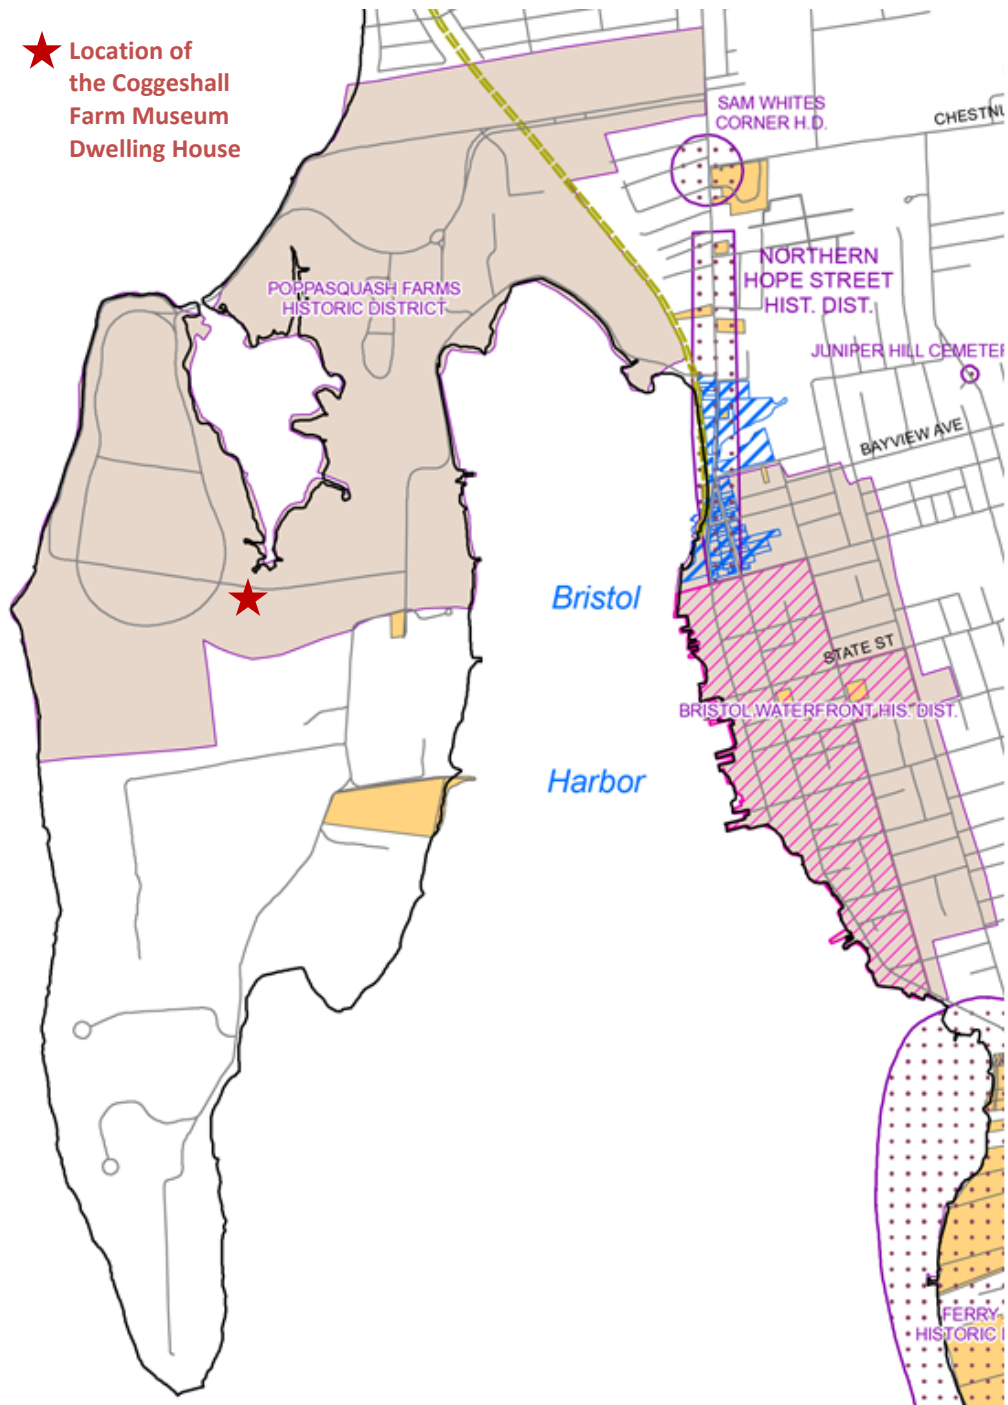 Location of
the Coggeshall
Farm Museum
Dwelling House
SAM WHITES
CORNER H.D.
NORTHERN
HOPE STREET
HIST. DIST.
POPPASQUASH FARMS
HISTORIC DISTRICT
JUNIPER HILL CEMETER
BAYVIEW AVE
Bristol
STATE ST
BRISTOL WATERFRONT HIS. DIST.
Harbor
FERRY
HISTORIC